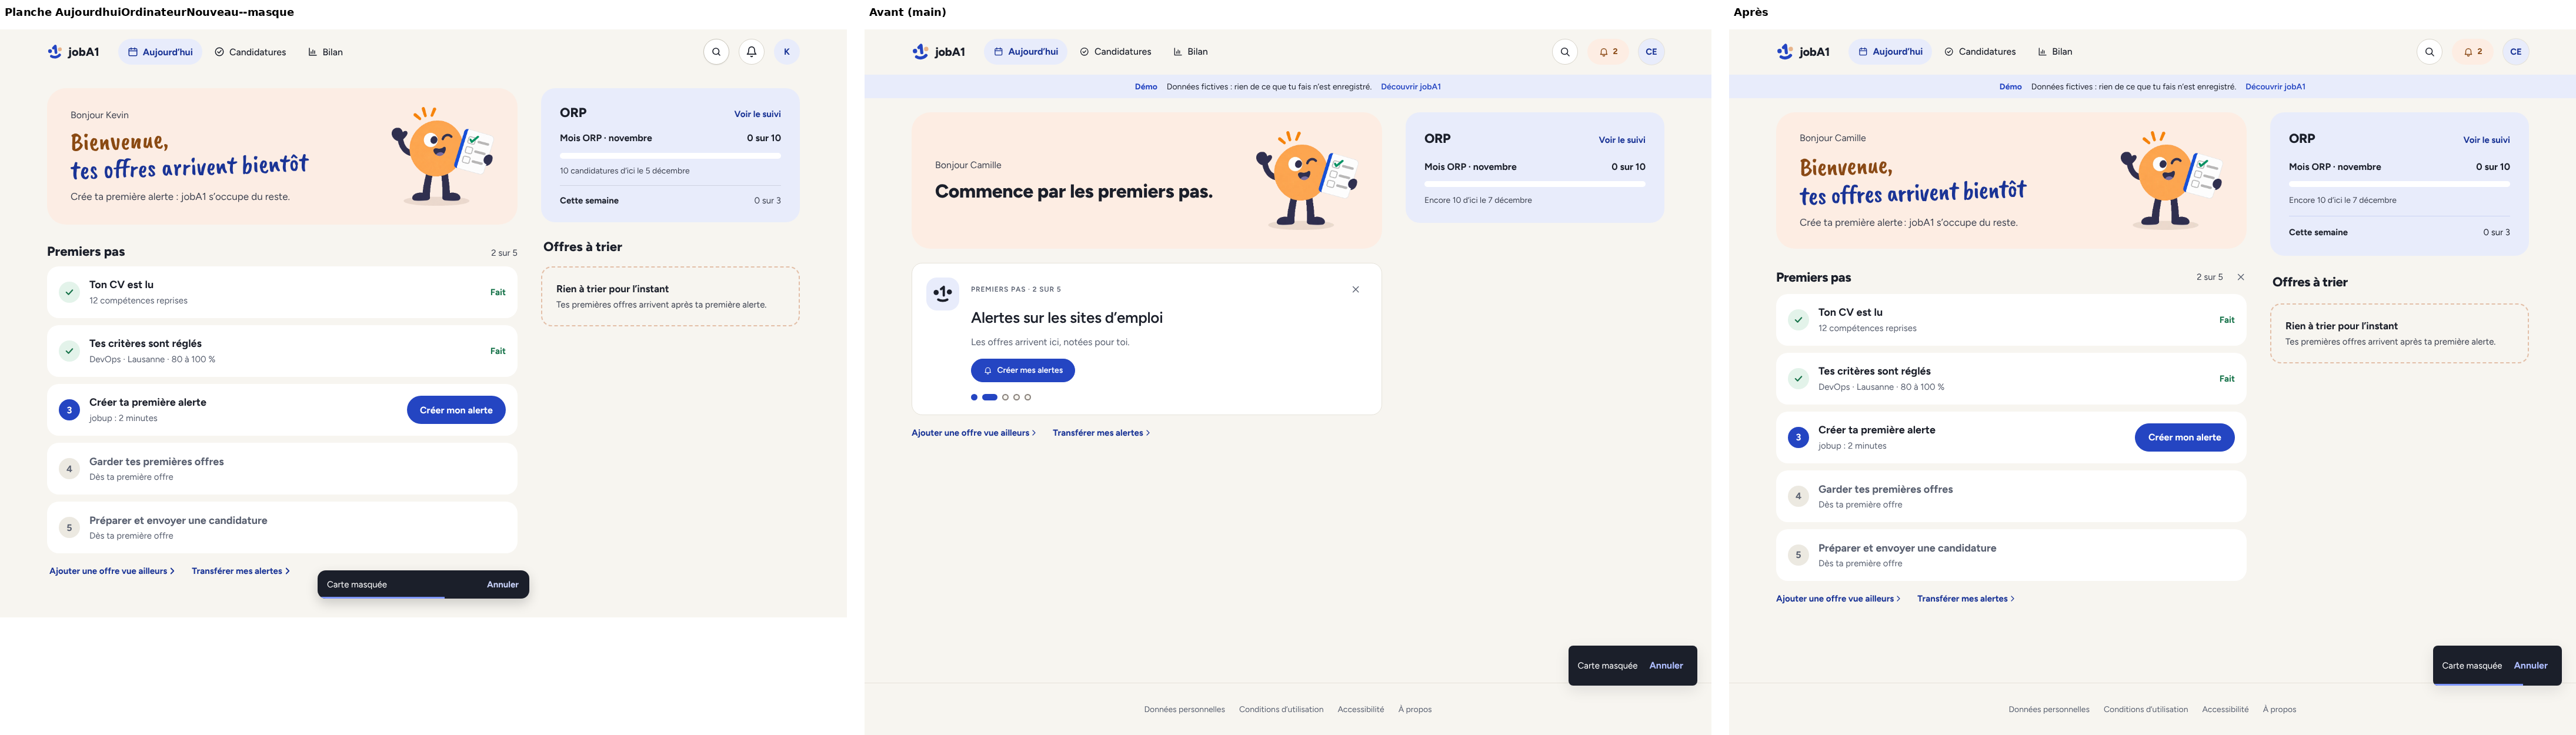 Planche AujourdhuiOrdinateurNouveau--masque
jobA1
Aujourd'hui
Candidatures
Bilan
K
Bonjour Kevin
Bienvenue,
tes offres arrivent bientôt
Crée ta première alerte : jobA1 s'occupe du reste.
ORP
Voir le suivi
Mois ORP · novembre
0 sur 10
10 candidatures d'ici le 5 décembre
Cette semaine
0 sur 3
Premiers pas
2 sur 5
Ton CV est lu
12 compétences reprises
Fait
Tes critères sont réglés
DevOps · Lausanne · 80 à 100 %
Fait
3
Créer ta première alerte
jobup : 2 minutes
Créer mon alerte
4
Garder tes premières offres
Dès ta première offre
5
Préparer et envoyer une candidature
Dès ta première offre
Ajouter une offre vue ailleurs
Transférer mes alertes
Offres à trier
Rien à trier pour l'instant
Tes premières offres arrivent après ta première alerte.
Carte masquée
Annuler
Avant (main)
jobA1
Aujourd'hui
Candidatures
Bilan
2
CE
Démo
Données fictives : rien de ce que tu fais n'est enregistré.
Découvrir jobA1
Bonjour Camille
Commence par les premiers pas.
ORP
Voir le suivi
Mois ORP · novembre
0 sur 10
Encore 10 d'ici le 7 décembre
PREMIERS PAS · 2 SUR 5
Alertes sur les sites d'emploi
Les offres arrivent ici, notées pour toi.
Créer mes alertes
Ajouter une offre vue ailleurs
Transférer mes alertes
Carte masquée
Annuler
Données personnelles
Conditions d'utilisation
Accessibilité
À propos
Après
jobA1
Aujourd'hui
Candidatures
Bilan
2
CE
Démo
Données fictives : rien de ce que tu fais n'est enregistré.
Découvrir jobA1
Bonjour Camille
Bienvenue,
tes offres arrivent bientôt
Crée ta première alerte : jobA1 s'occupe du reste.
ORP
Voir le suivi
Mois ORP · novembre
0 sur 10
Encore 10 d'ici le 7 décembre
Cette semaine
0 sur 3
Premiers pas
2 sur 5
Ton CV est lu
12 compétences reprises
Fait
Tes critères sont réglés
DevOps · Lausanne · 80 à 100 %
Fait
3
Créer ta première alerte
jobup : 2 minutes
Créer mon alerte
4
Garder tes premières offres
Dès ta première offre
5
Préparer et envoyer une candidature
Dès ta première offre
Ajouter une offre vue ailleurs
Transférer mes alertes
Offres à trier
Rien à trier pour l'instant
Tes premières offres arrivent après ta première alerte.
Carte masquée
Annuler
Données personnelles
Conditions d'utilisation
Accessibilité
À propos